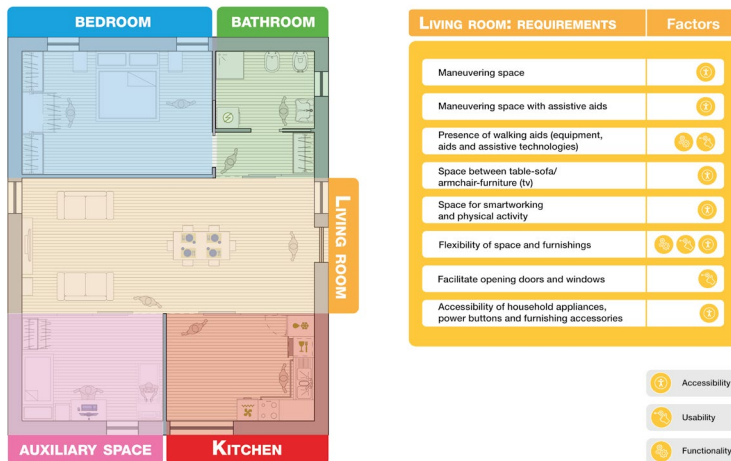 BEDROOM
BATHROOM
LIVING ROOM
AUXILIARY SPACE
KITCHEN
LIVING ROOM: REQUIREMENTS
Factors
Maneuvering space
Maneuvering space with assistive aids
Presence of walking aids (equipment,
aids and assistive technologies)
Space between table-sofa/
armchair-furniture (tv)
Space for smartworking
and physical activity
Flexibility of space and furnishings
Facilitate opening doors and windows
Accessibility of household appliances,
power buttons and furnishing accessories
Accessibility
Usability
Functionality